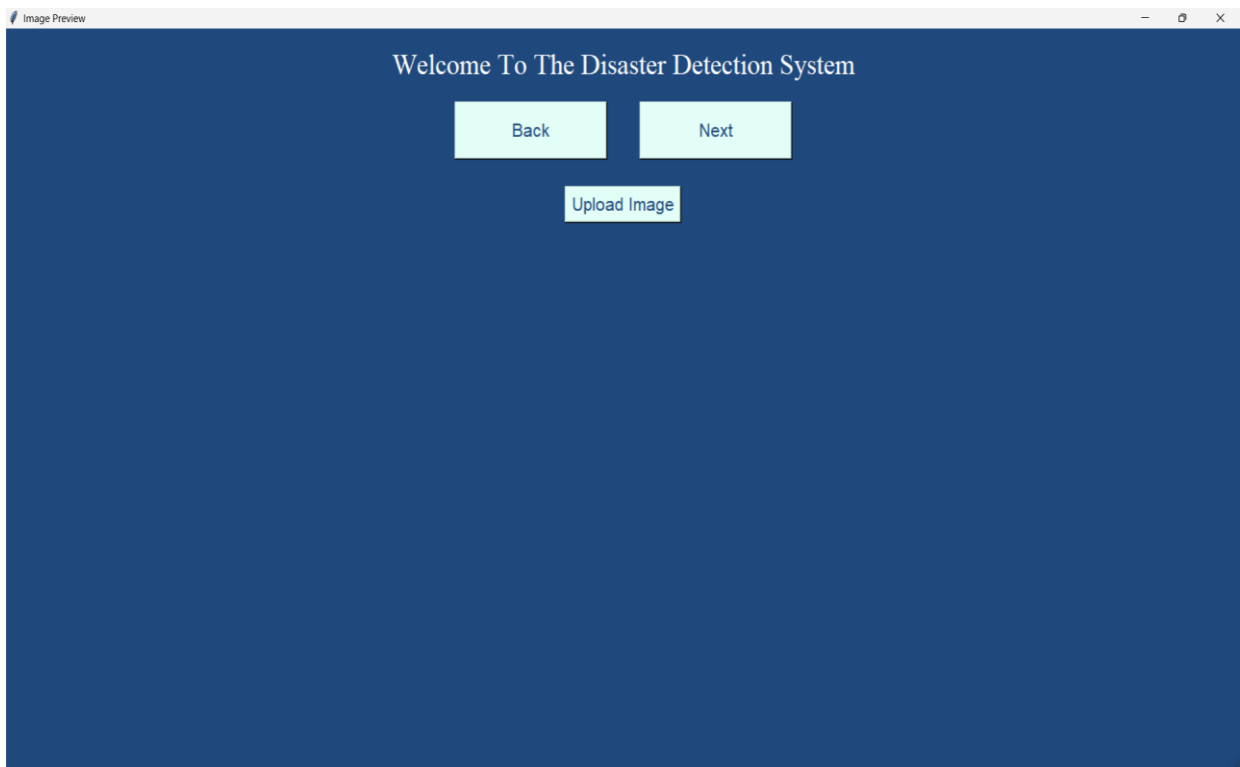 Image Preview
Welcome To The Disaster Detection System
Back Next
Upload Image